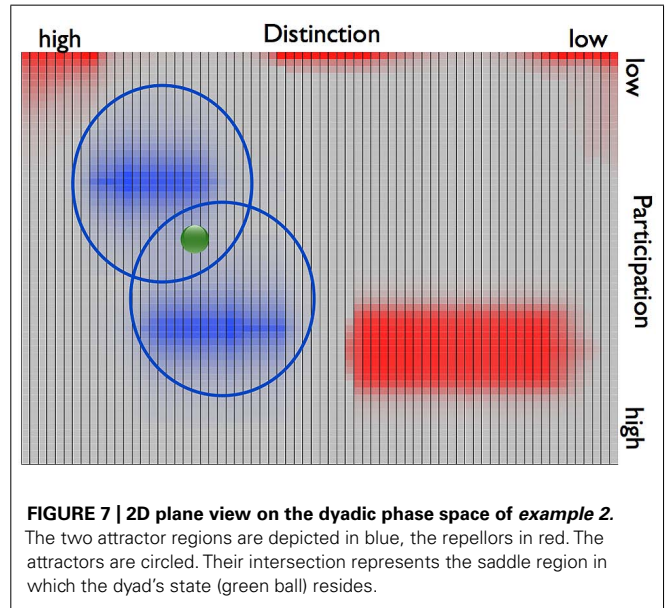 high Distinction low
low
Participation
high
FIGURE 7 | 2D plane view on the dyadic phase space of example 2.
The two attractor regions are depicted in blue, the repellors in red. The
attractors are circled. Their intersection represents the saddle region in
which the dyad's state (green ball) resides.